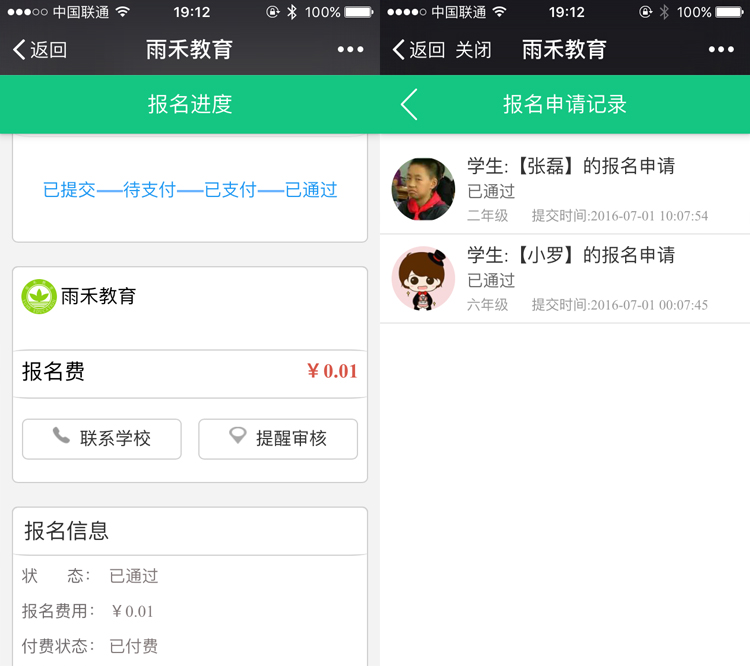 中国联通 19:12 100%
返回 雨禾教育
报名进度
已提交——待支付——已支付——已通过
雨禾教育
报名费 ¥0.01
联系学校 提醒审核
报名信息
状 态: 已通过
报名费用: ¥0.01
付费状态: 已付费
中国联通 19:12 100%
返回 关闭 雨禾教育
报名申请记录
学生:【张磊】的报名申请
已通过
二年级 提交时间:2016-07-01 10:07:54
学生:【小罗】的报名申请
已通过
六年级 提交时间:2016-07-01 00:07:45